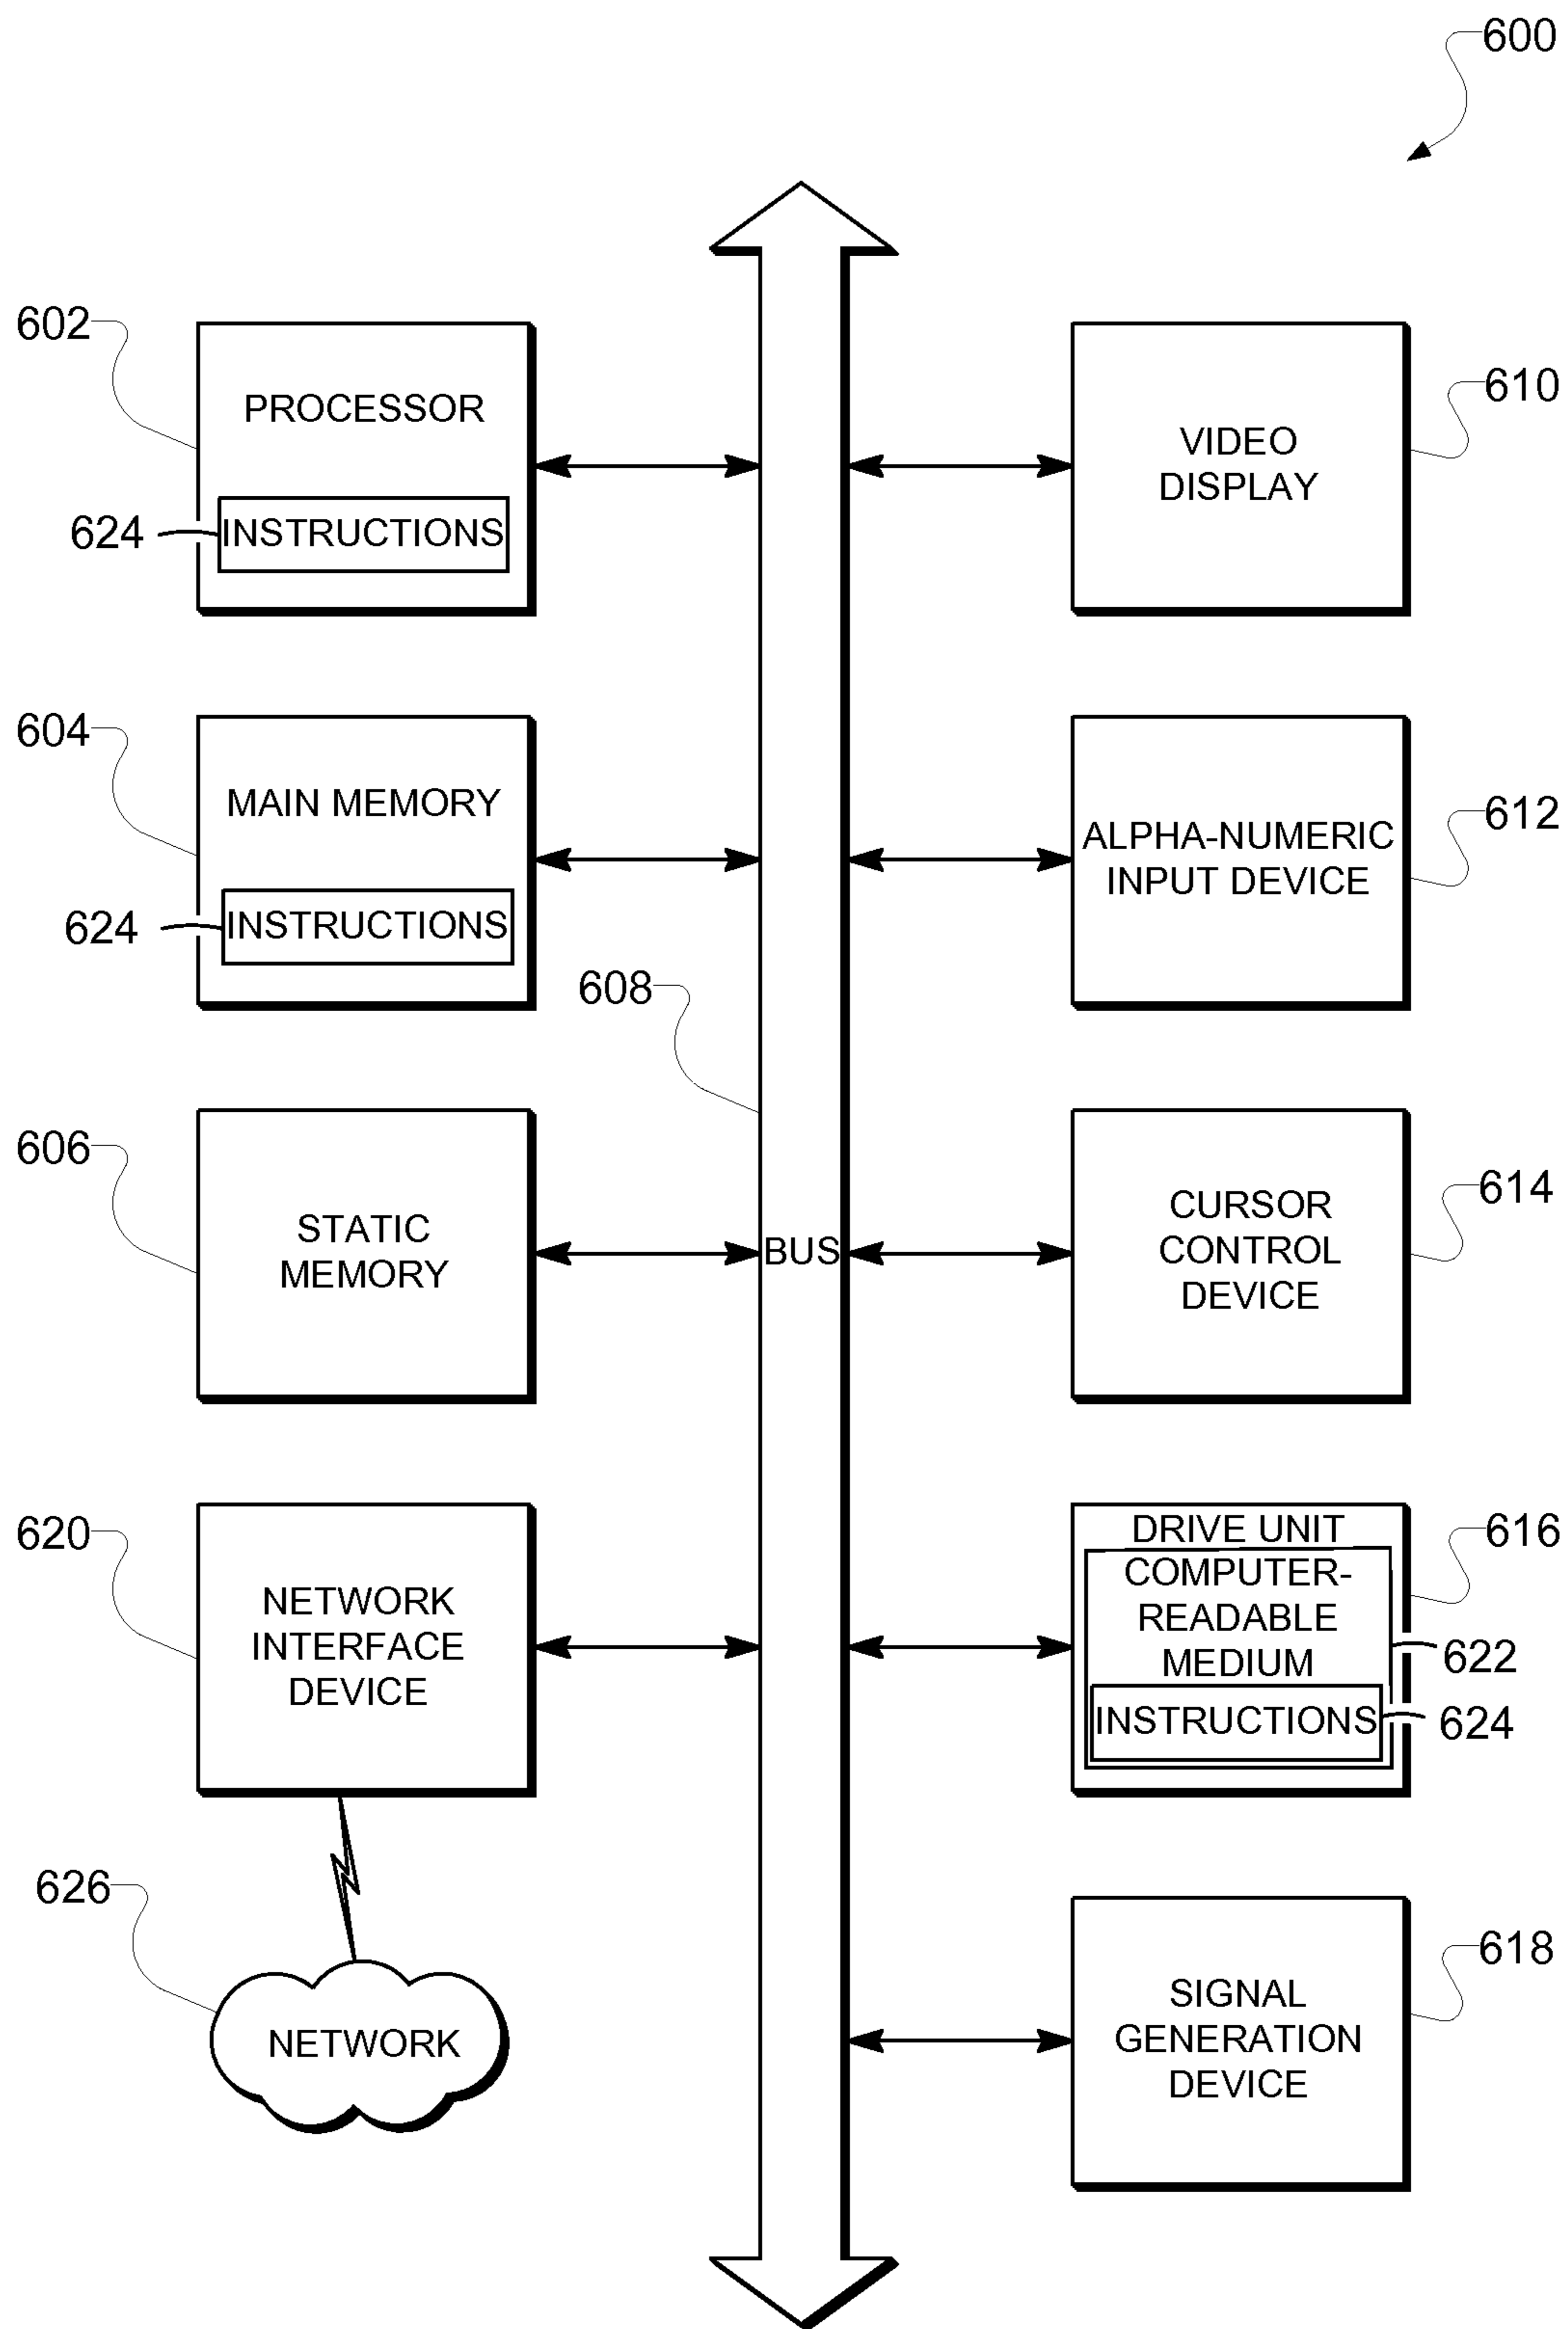 600
602
PROCESSOR
624
INSTRUCTIONS
610
VIDEO
DISPLAY
604
MAIN MEMORY
624
INSTRUCTIONS
612
ALPHA-NUMERIC
INPUT DEVICE
608
606
STATIC
MEMORY
BUS
614
CURSOR
CONTROL
DEVICE
620
NETWORK
INTERFACE
DEVICE
616
DRIVE UNIT
COMPUTER-
READABLE
MEDIUM
622
INSTRUCTIONS
624
626
NETWORK
618
SIGNAL
GENERATION
DEVICE